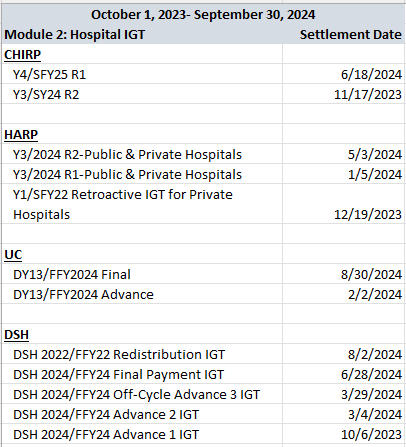 October 1, 2023- September 30, 2024
Module 2: Hospital IGT Settlement Date
CHIRP
Y4/SFY25 R1 6/18/2024
Y3/SY24 R2 11/17/2023
HARP
Y3/2024 R2-Public & Private Hospitals 5/3/2024
Y3/2024 R1-Public & Private Hospitals 1/5/2024
Y1/SFY22 Retroactive IGT for Private
Hospitals 12/19/2023
UC
DY13/FFY2024 Final 8/30/2024
DY13/FFY2024 Advance 2/2/2024
DSH
DSH 2022/FFY22 Redistribution IGT 8/2/2024
DSH 2024/FFY24 Final Payment IGT 6/28/2024
DSH 2024/FFY24 Off-Cycle Advance 3 IGT 3/29/2024
DSH 2024/FFY24 Advance 2 IGT 3/4/2024
DSH 2024/FFY24 Advance 1 IGT 10/6/2023